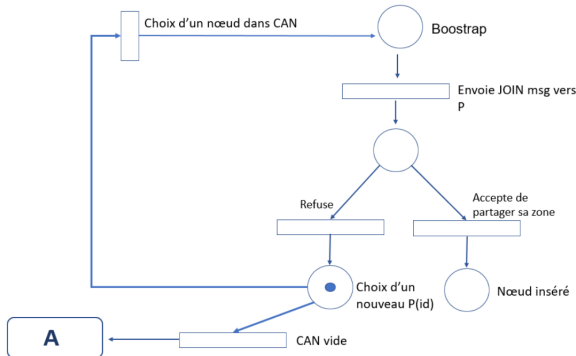 Choix d'un nœud dans CAN
Boostrap
Envoie JOIN msg vers
P
Refuse
Accepte de
partager sa zone
Choix d'un
nouveau P(id)
Nœud inséré
A
CAN vide